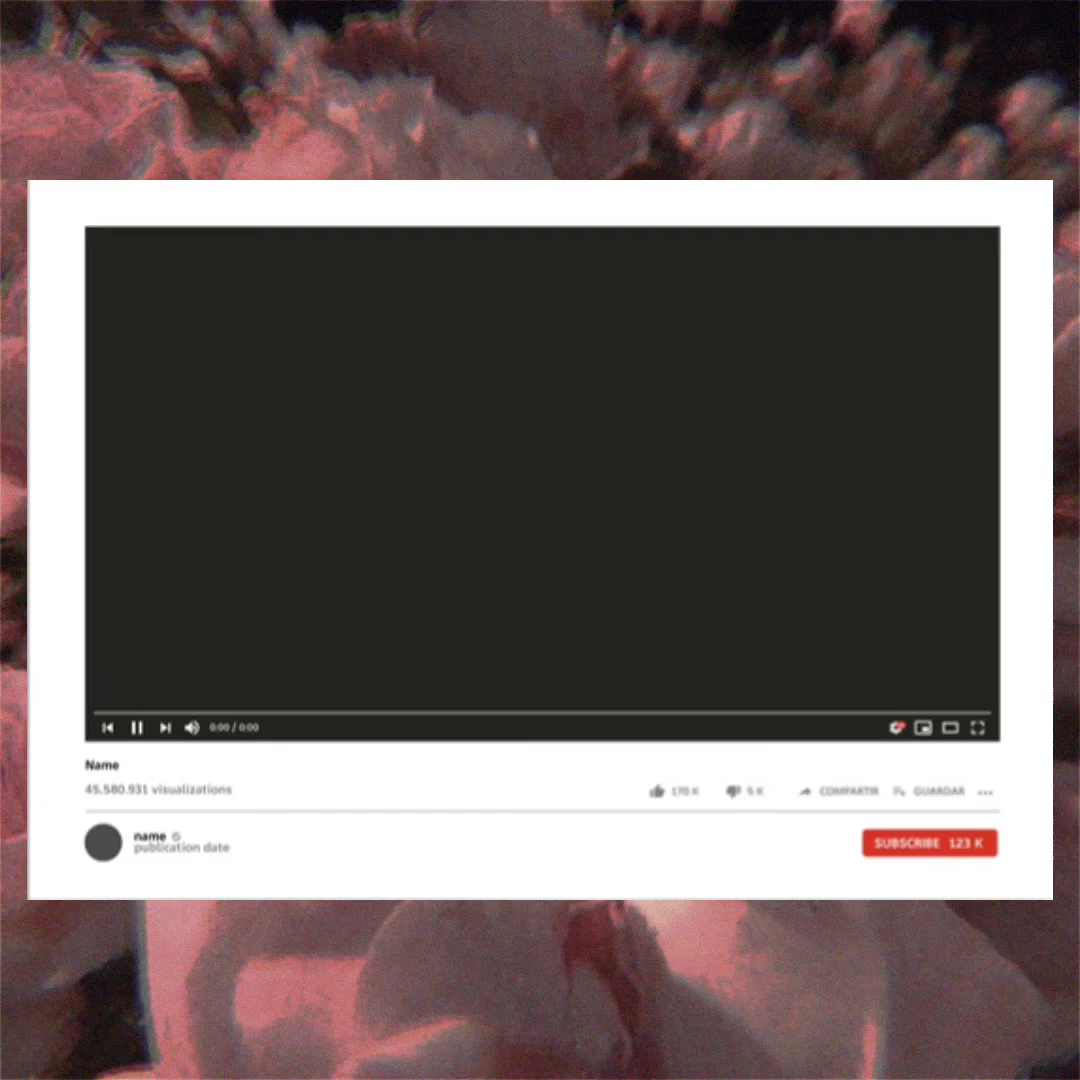 0:00 / 0:00
Name
45.580.931 visualizations
170 K 5 K COMPARTIR GUARDAR
name
publication date
SUBSCRIBE 123 K